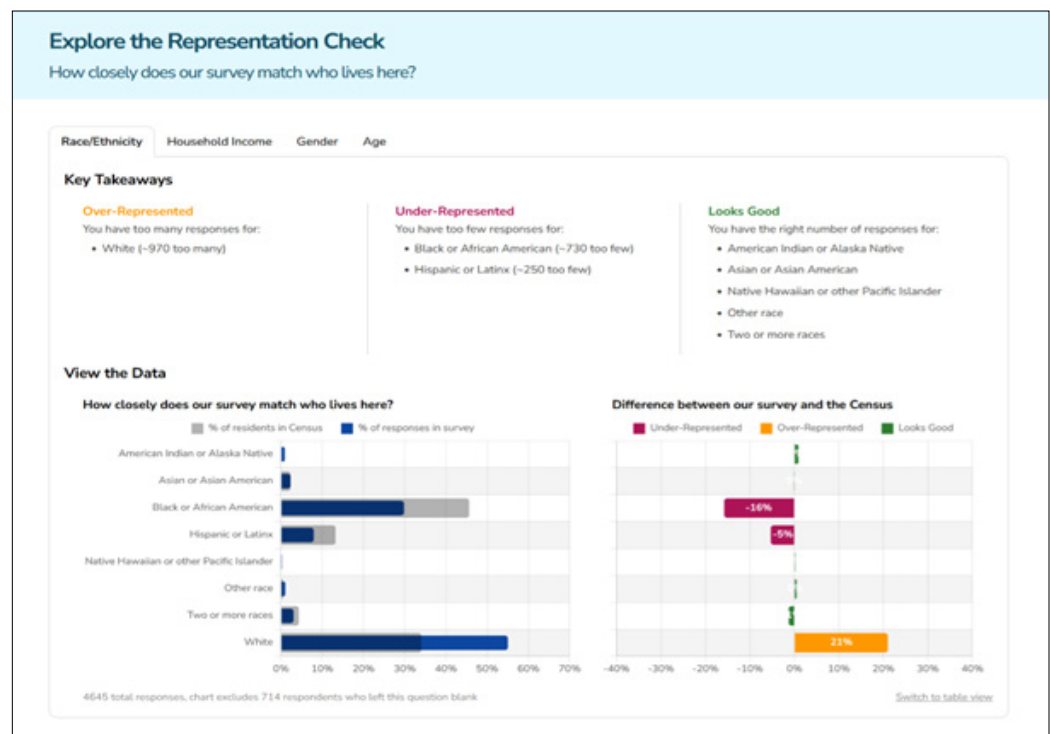 Explore the Representation Check
How closely does our survey match who lives here?
Race/Ethnicity Household Income Gender Age
Key Takeaways
Over-Represented
You have too many responses for:
• White (~970 too many)
Under-Represented
You have too few responses for:
• Black or African American (~730 too few)
• Hispanic or Latinx (~250 too few)
Looks Good
You have the right number of responses for:
• American Indian or Alaska Native
• Asian or Asian American
• Native Hawaiian or other Pacific Islander
• Other race
• Two or more races
View the Data
How closely does our survey match who lives here?
% of residents in Census % of responses in survey
American Indian or Alaska Native
Asian or Asian American
Black or African American
Hispanic or Latinx
Native Hawaiian or other Pacific Islander
Other race
Two or more races
White
0% 10% 20% 30% 40% 50% 60% 70%
Difference between our survey and the Census
Under-Represented Over-Represented Looks Good
-16%
-5%
21%
-40% -30% -20% -10% 0% 10% 20% 30% 40%
4645 total responses, chart excludes 714 respondents who left this question blank
Switch to table view